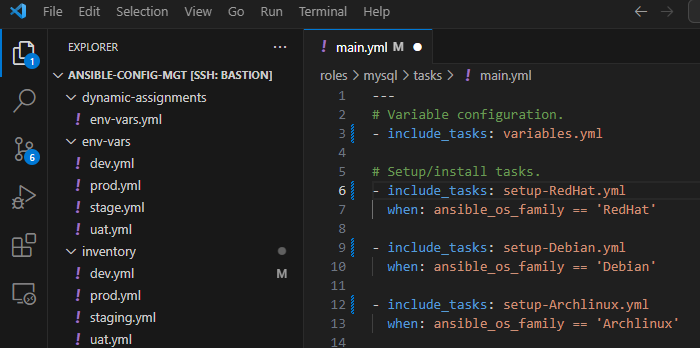 File Edit Selection View Go Run Terminal Help
EXPLORER
ANSIBLE-CONFIG-MGT [SSH: BASTION]
dynamic-assignments
! env-vars.yml
env-vars
! dev.yml
! prod.yml
! stage.yml
! uat.yml
inventory
! dev.yml M
! prod.yml
! staging.yml
! uat.yml
1
6
! main.yml M
roles > mysql > tasks > ! main.yml
1 ---
2 # Variable configuration.
3 - include_tasks: variables.yml
4
5 # Setup/install tasks.
6 - include_tasks: setup-RedHat.yml
7 when: ansible_os_family == 'RedHat'
8
9 - include_tasks: setup-Debian.yml
10 when: ansible_os_family == 'Debian'
11
12 - include_tasks: setup-Archlinux.yml
13 when: ansible_os_family == 'Archlinux'
14